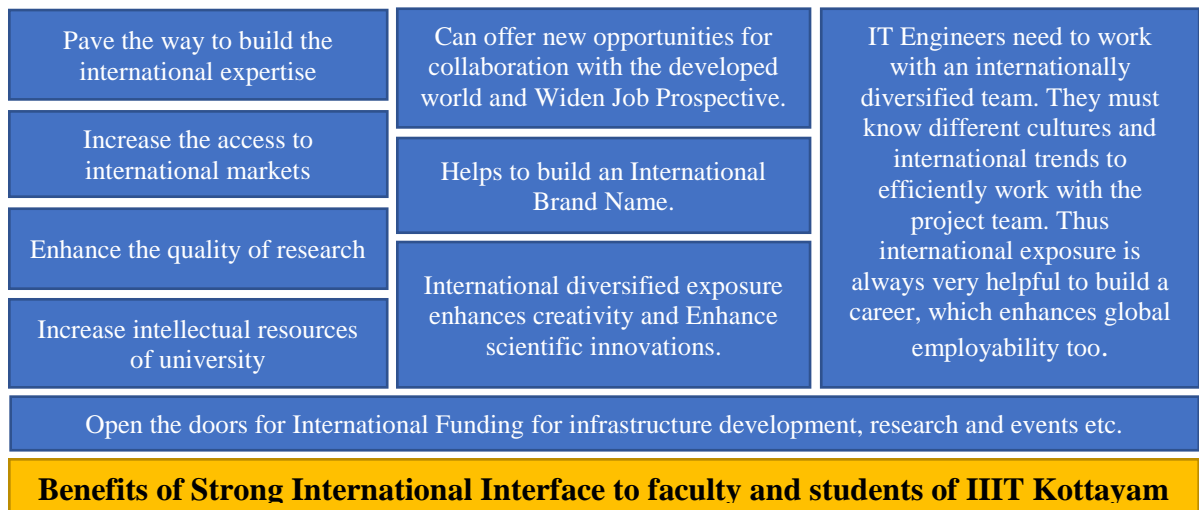 Pave the way to build the
international expertise
Increase the access to
international markets
Enhance the quality of research
Increase intellectual resources
of university
Can offer new opportunities for
collaboration with the developed
world and Widen Job Prospective.
Helps to build an International
Brand Name.
International diversified exposure
enhances creativity and Enhance
scientific innovations.
IT Engineers need to work
with an internationally
diversified team. They must
know different cultures and
international trends to
efficiently work with the
project team. Thus
international exposure is
always very helpful to build a
career, which enhances global
employability too.
Open the doors for International Funding for infrastructure development, research and events etc.
Benefits of Strong International Interface to faculty and students of IIIT Kottayam